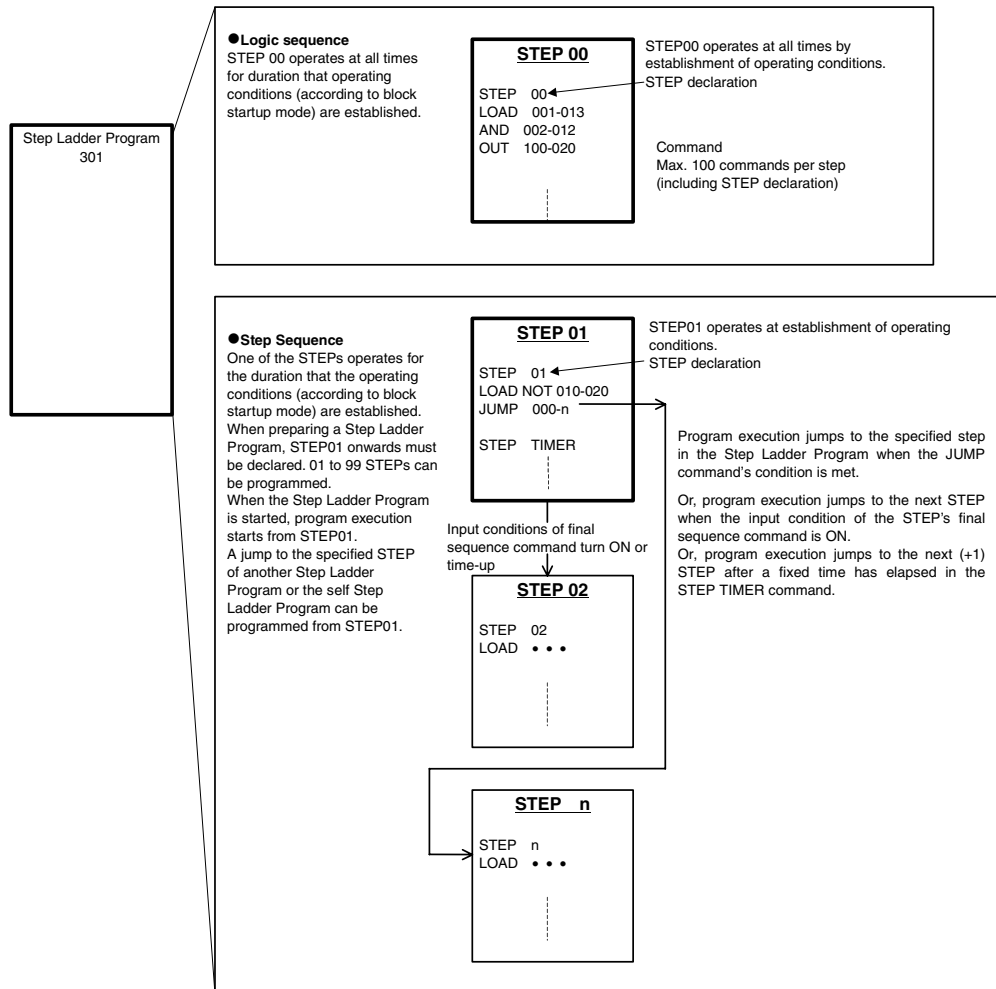 Step Ladder Program
301
●Logic sequence
STEP 00 operates at all times
for duration that operating
conditions (according to block
startup mode) are established.
STEP 00
STEP 00
LOAD 001-013
AND 002-012
OUT 100-020
STEP00 operates at all times by
establishment of operating conditions.
STEP declaration
Command
Max. 100 commands per step
(including STEP declaration)
●Step Sequence
One of the STEPs operates for
the duration that the operating
conditions (according to block
startup mode) are established.
When preparing a Step Ladder
Program, STEP01 onwards must
be declared. 01 to 99 STEPs can
be programmed.
When the Step Ladder Program
is started, program execution
starts from STEP01.
A jump to the specified STEP
of another Step Ladder
Program or the self Step
Ladder Program can be
programmed from STEP01.
STEP 01
STEP 01
LOAD NOT 010-020
JUMP 000-n
STEP TIMER
STEP01 operates at establishment of operating
conditions.
STEP declaration
Program execution jumps to the specified step
in the Step Ladder Program when the JUMP
command's condition is met.
Or, program execution jumps to the next STEP
when the input condition of the STEP's final
sequence command is ON.
Or, program execution jumps to the next (+1)
STEP after a fixed time has elapsed in the
STEP TIMER command.
Input conditions of final
sequence command turn ON or
time-up
STEP 02
STEP 02
LOAD • • •
STEP n
STEP n
LOAD • • •